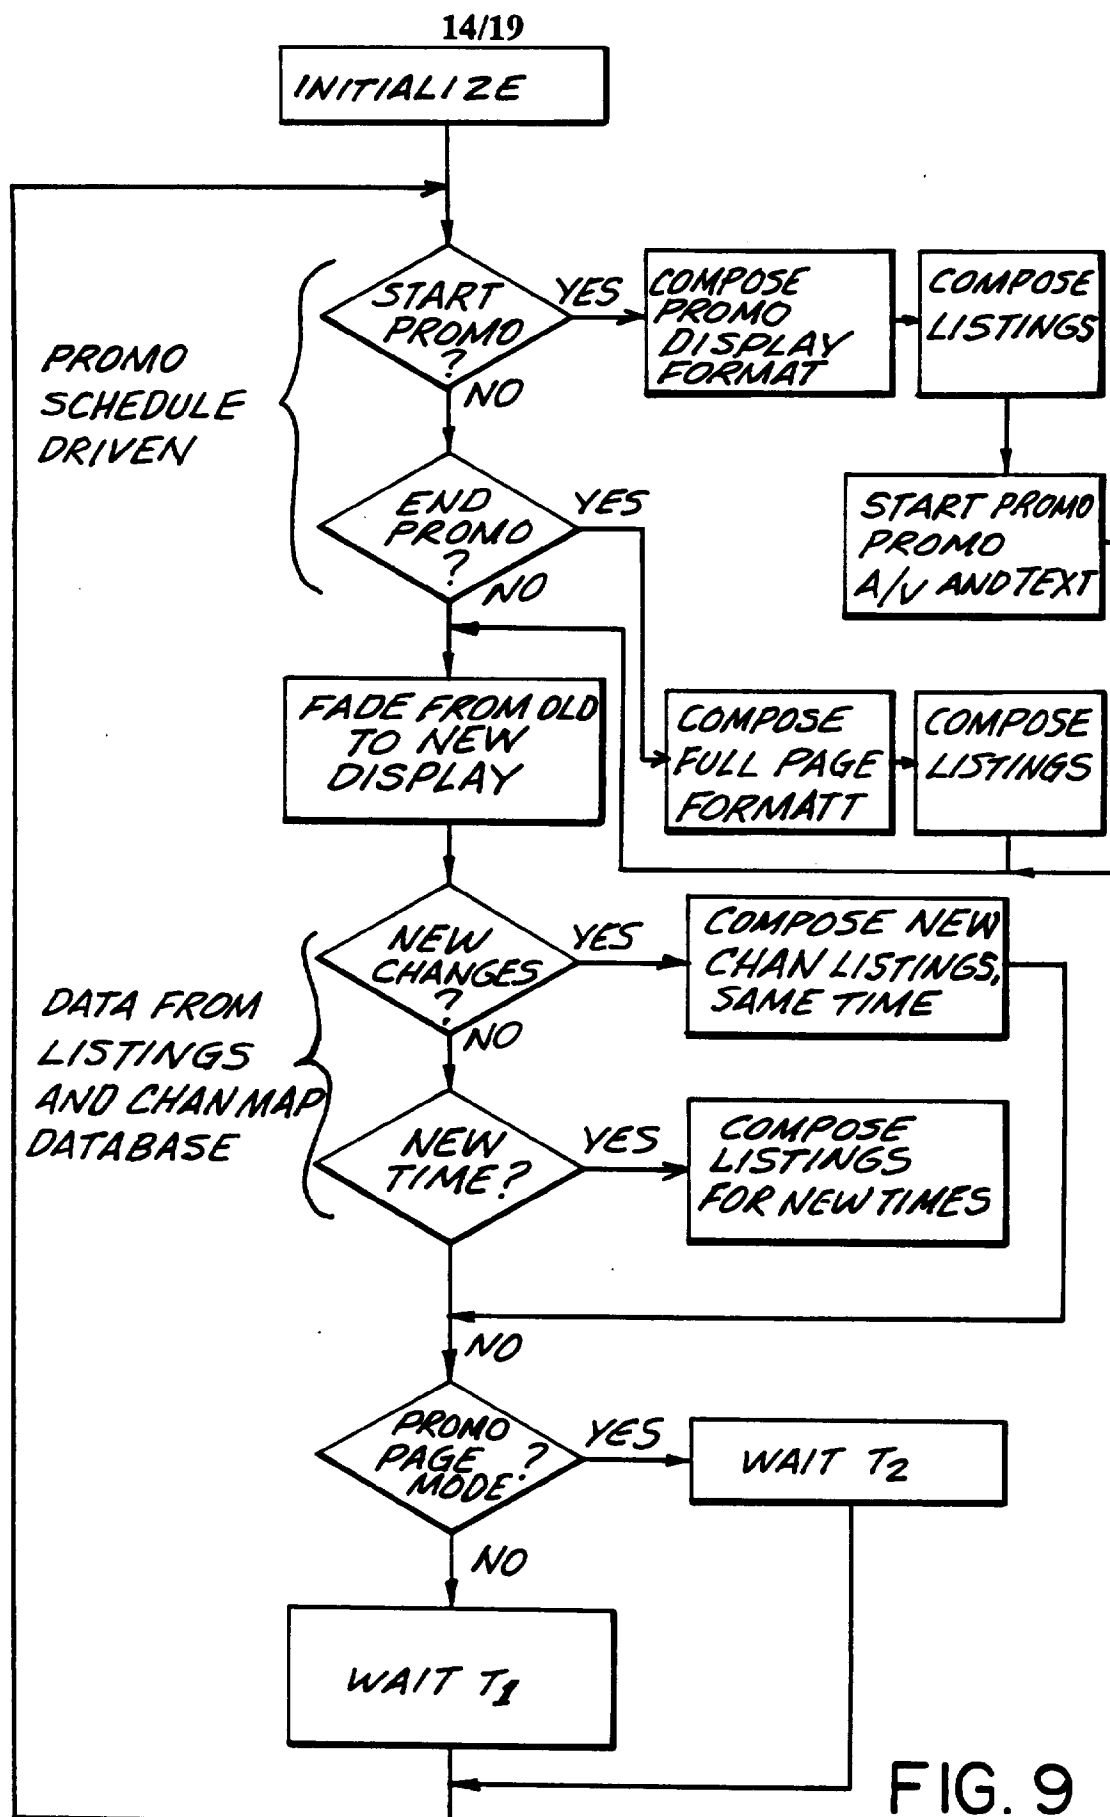 14/19
INITIALIZE
START
PROMO
?
YES
NO
COMPOSE
PROMO
DISPLAY
FORMAT
COMPOSE
LISTINGS
PROMO
SCHEDULE
DRIVEN
END
PROMO
?
YES
NO
START PROMO
PROMO
A/V AND TEXT
FADE FROM OLD
TO NEW
DISPLAY
COMPOSE
FULL PAGE
FORMATT
COMPOSE
LISTINGS
NEW
CHANGES
?
YES
NO
COMPOSE NEW
CHAN LISTINGS,
SAME TIME
DATA FROM
LISTINGS
AND CHAN MAP
DATABASE
NEW
TIME?
YES
COMPOSE
LISTINGS
FOR NEW TIMES
NO
PROMO
PAGE ?
MODE
YES
NO
WAIT T2
WAIT T1
FIG. 9